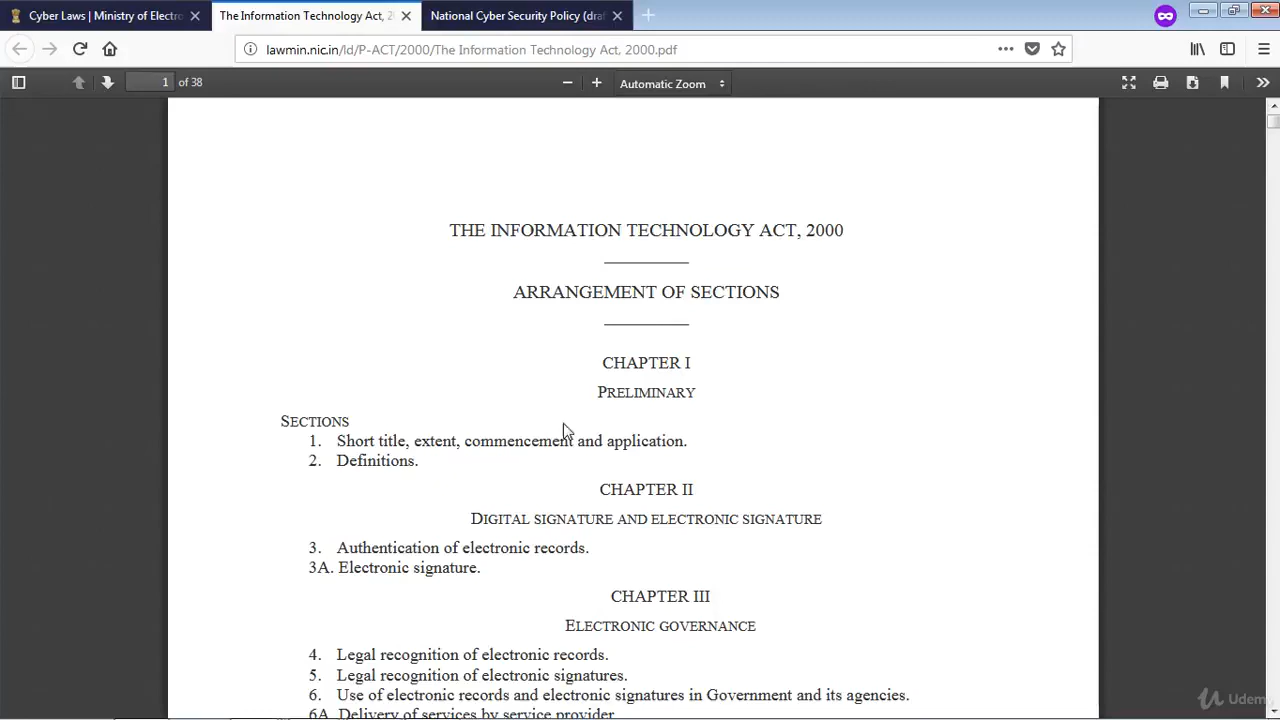 Cyber Laws | Ministry of Electro
The Information Technology Act, 2
National Cyber Security Policy (draf
lawmin.nic.in/ld/P-ACT/2000/The Information Technology Act, 2000.pdf
1 of 38
Automatic Zoom
THE INFORMATION TECHNOLOGY ACT, 2000
ARRANGEMENT OF SECTIONS
CHAPTER I
PRELIMINARY
SECTIONS
1. Short title, extent, commencement and application.
2. Definitions.
CHAPTER II
DIGITAL SIGNATURE AND ELECTRONIC SIGNATURE
3. Authentication of electronic records.
3A. Electronic signature.
CHAPTER III
ELECTRONIC GOVERNANCE
4. Legal recognition of electronic records.
5. Legal recognition of electronic signatures.
6. Use of electronic records and electronic signatures in Government and its agencies.
6A. Delivery of services by service provider.
Udemy